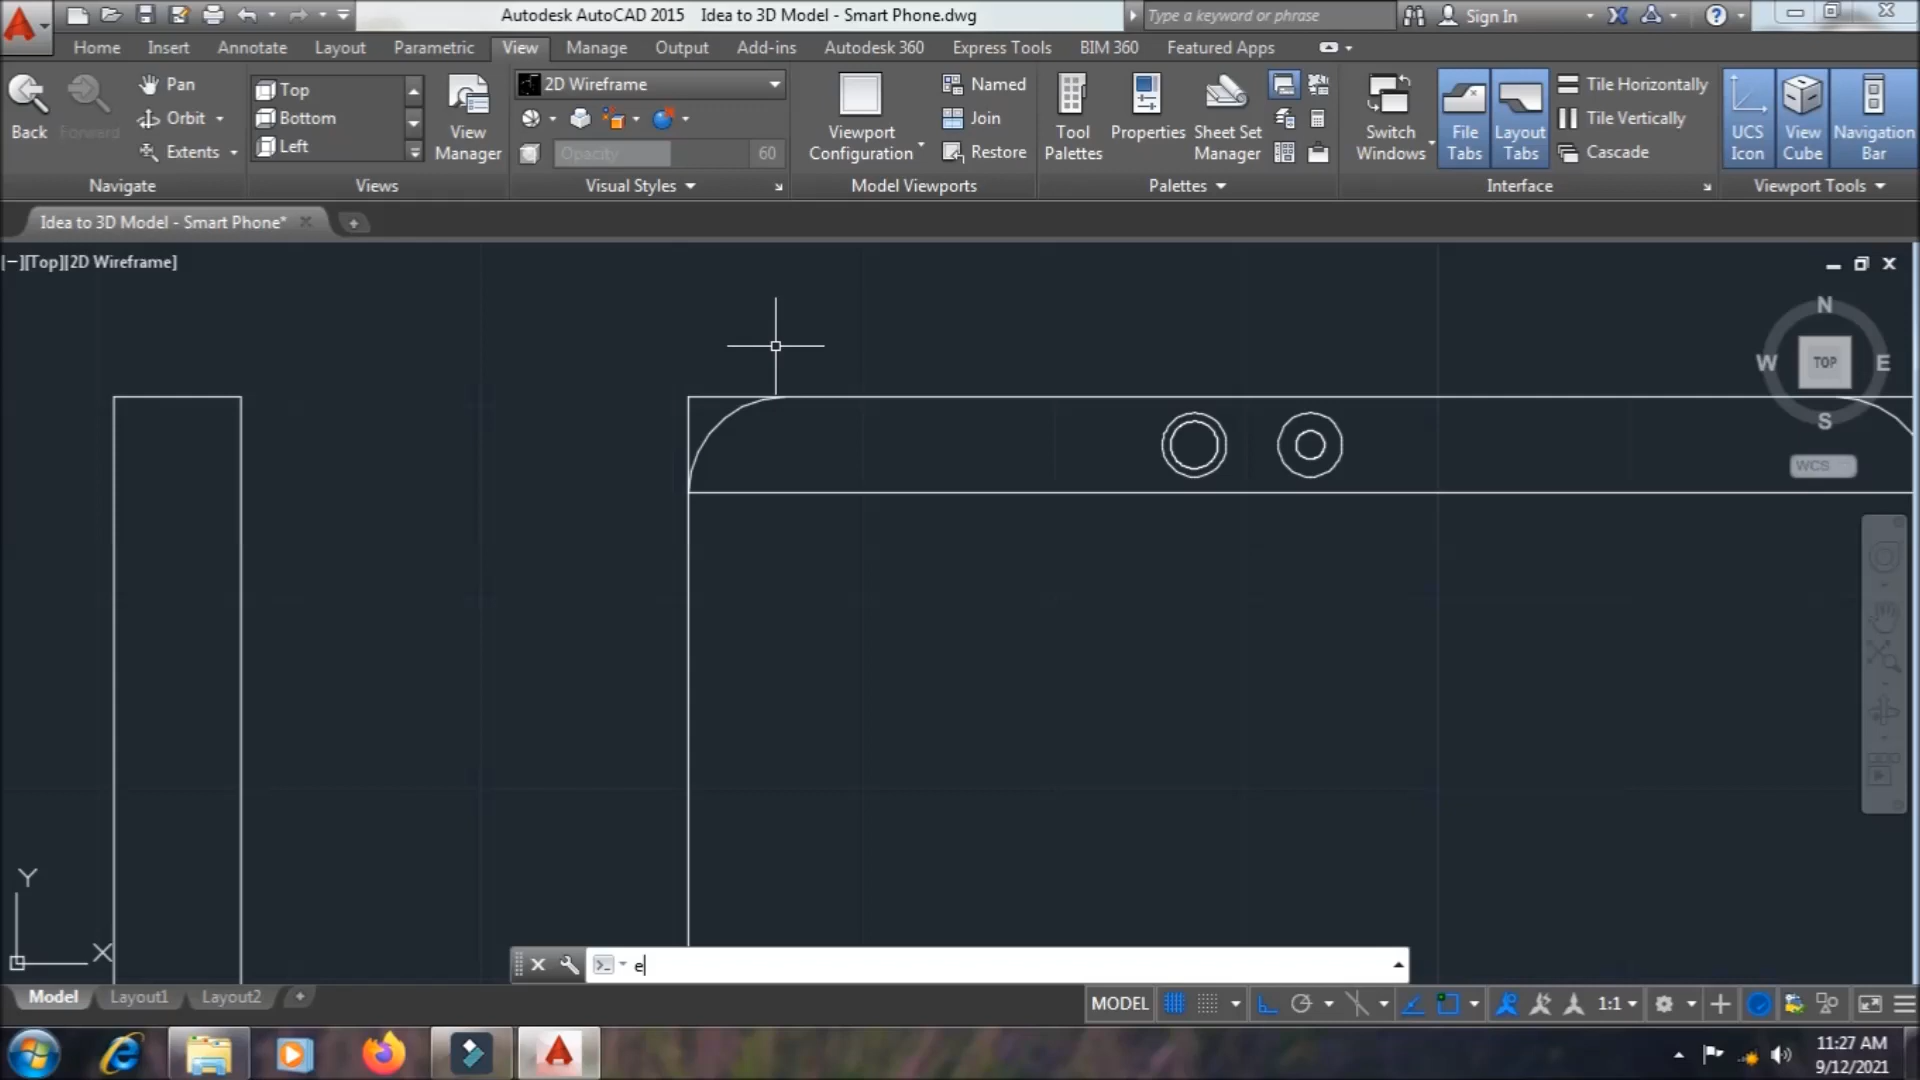 Autodesk AutoCAD 2015 Idea to 3D Model - Smart Phone.dwg
Type a keyword or phrase
Sign In
Home Insert Annotate Layout Parametric View Manage Output Add-ins Autodesk 360 Express Tools BIM 360 Featured Apps
Back
Forward
Pan
Orbit
Extents
Navigate
Top
Bottom
Left
View
Manager
Views
2D Wireframe
Opacity 60
Visual Styles
Viewport
Configuration
Named
Join
Restore
Model Viewports
Tool
Palettes
Properties
Sheet Set
Manager
Palettes
Switch
Windows
File
Tabs
Layout
Tabs
Tile Horizontally
Tile Vertically
Cascade
Interface
UCS
Icon
View
Cube
Navigation
Bar
Viewport Tools
Idea to 3D Model - Smart Phone*
[−][Top][2D Wireframe]
N
W TOP E
S
WCS
Y
X
e
Model Layout1 Layout2
MODEL 1:1
11:27 AM
9/12/2021